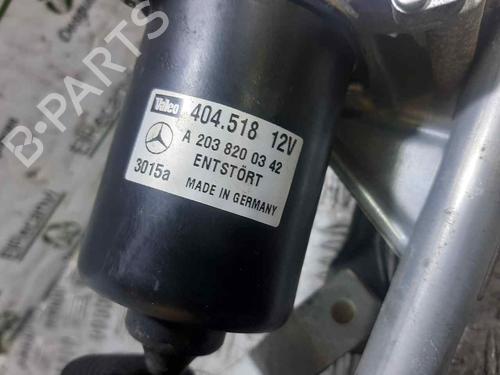 Valeo 404.518 12V
A 203 820 03 42
ENTSTÖRT
3015a MADE IN GERMANY
B-PARTS